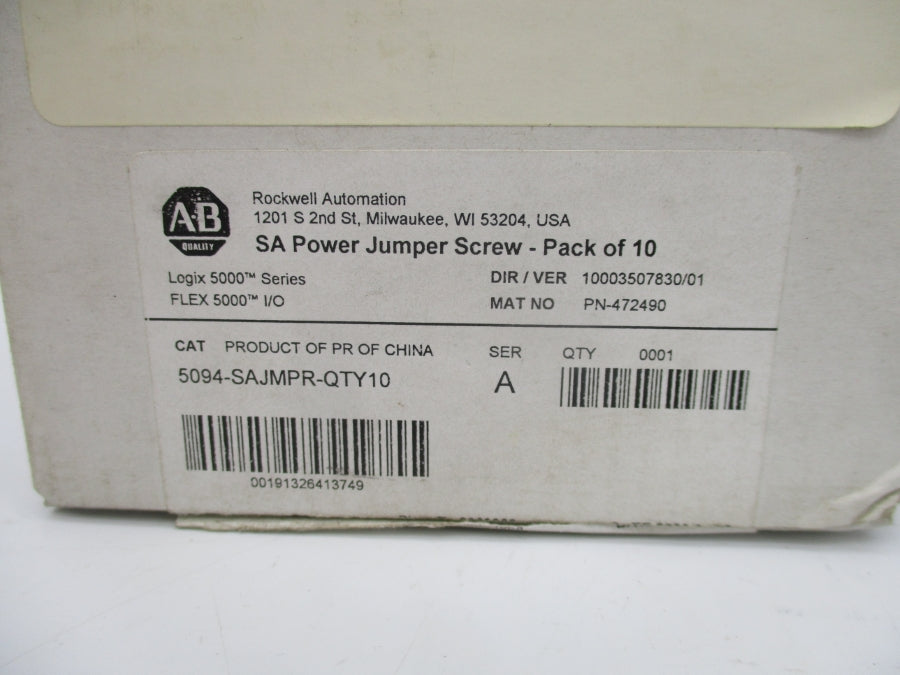 A-B
QUALITY
Rockwell Automation
1201 S 2nd St, Milwaukee, WI 53204, USA
SA Power Jumper Screw - Pack of 10
Logix 5000™ Series
FLEX 5000™ I/O
DIR / VER 10003507830/01
MAT NO PN-472490
CAT PRODUCT OF PR OF CHINA
5094-SAJMPR-QTY10
SER
A
QTY 0001
00191326413749